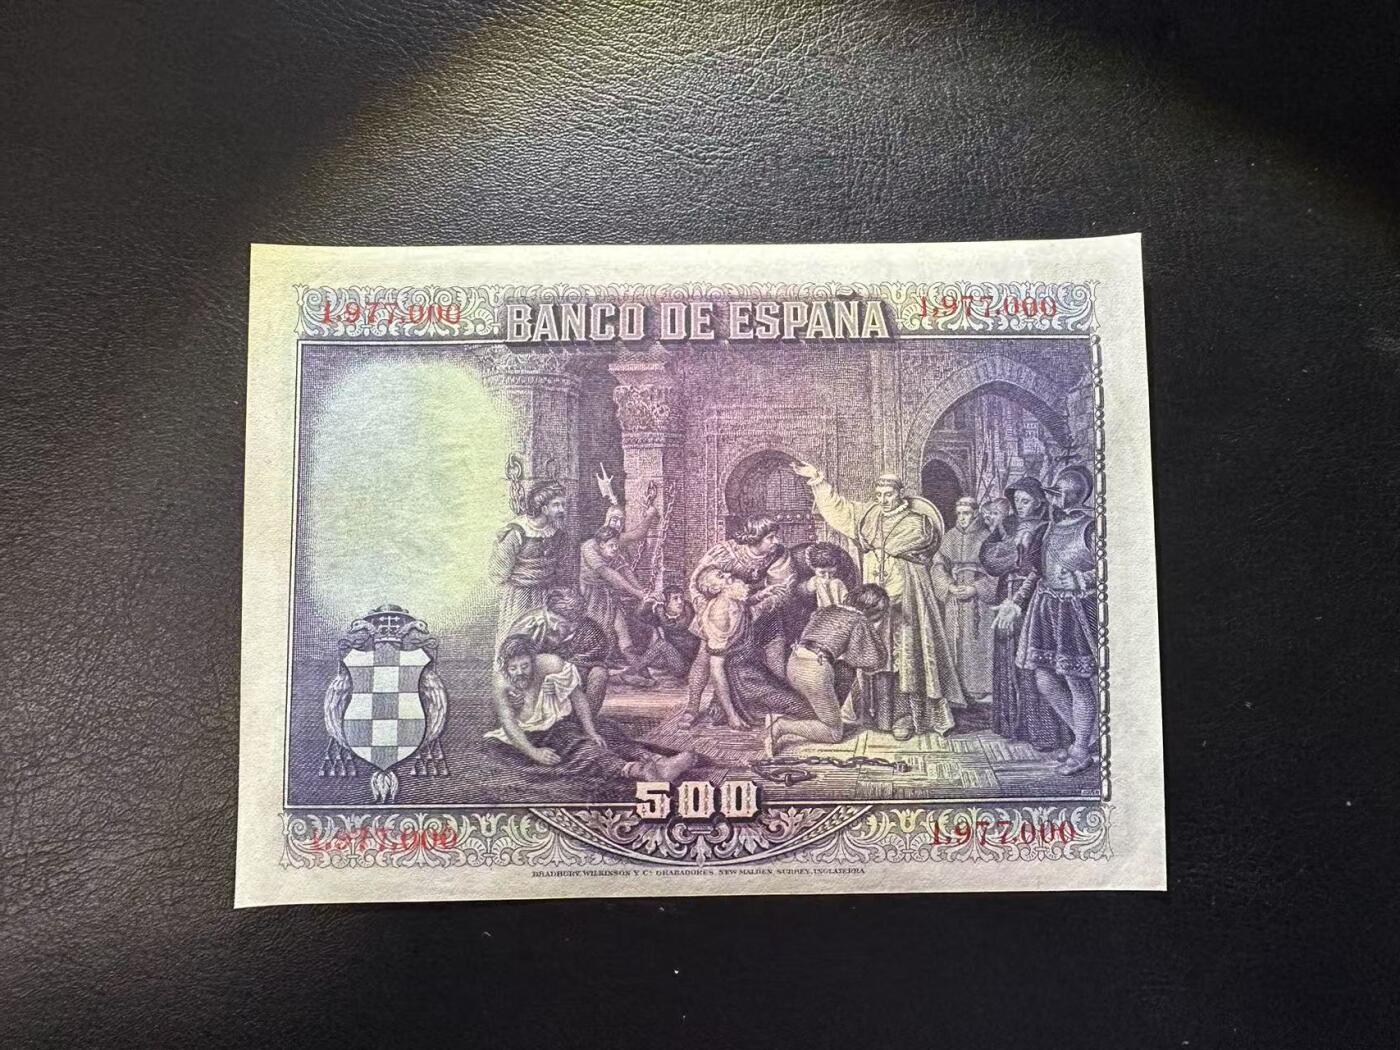 1,977,000
BANCO DE ESPAÑA
1,977,000
500
1,977,000
1,977,000
BRADBURY, WILKINSON Y Cª GRABADORES. NEW MALDEN, SURREY, INGLATERRA